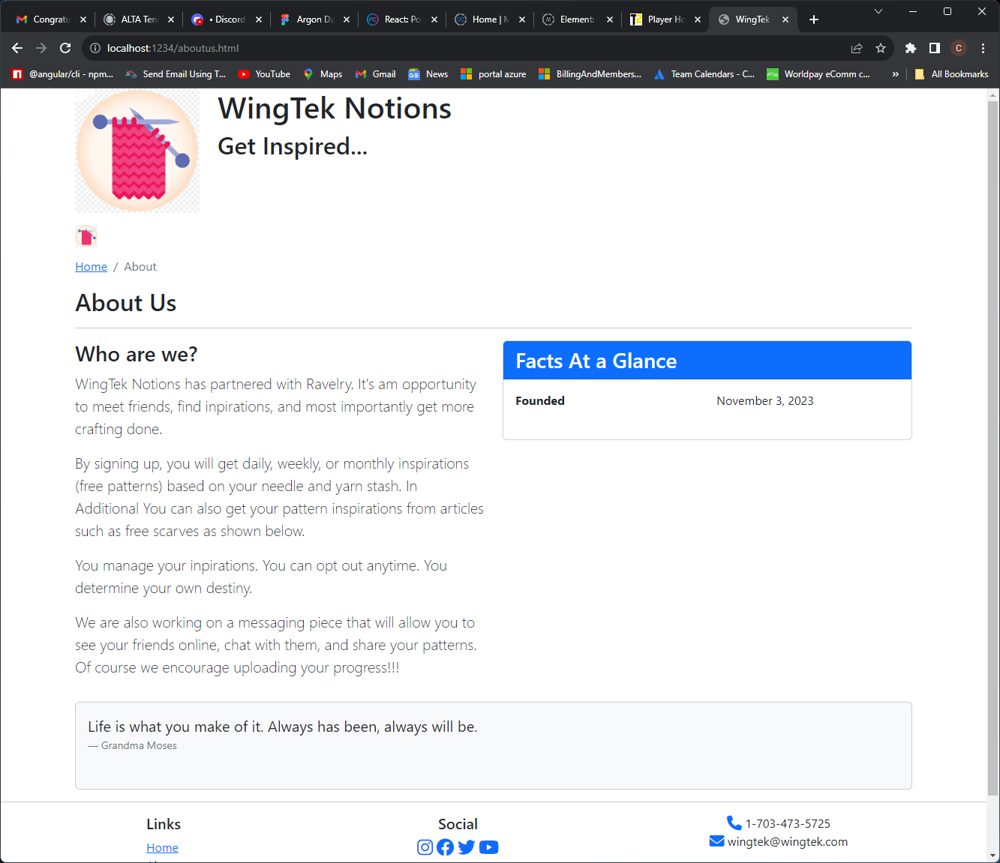 Congratu
ALTA Ten
• Discord
Argon Da
React: Po
Home | M
Element:
Player Ho
WingTek
localhost:1234/aboutus.html
C
@angular/cli - npm...
Send Email Using T...
YouTube
Maps
Gmail
News
portal azure
BillingAndMembers...
Team Calendars - C...
Worldpay eComm c...
»
All Bookmarks
WingTek Notions
Get Inspired...
Home / About
About Us
Who are we?
WingTek Notions has partnered with Ravelry. It's am opportunity
to meet friends, find inpirations, and most importantly get more
crafting done.
By signing up, you will get daily, weekly, or monthly inspirations
(free patterns) based on your needle and yarn stash. In
Additional You can also get your pattern inspirations from articles
such as free scarves as shown below.
You manage your inpirations. You can opt out anytime. You
determine your own destiny.
We are also working on a messaging piece that will allow you to
see your friends online, chat with them, and share your patterns.
Of course we encourage uploading your progress!!!
Facts At a Glance
Founded November 3, 2023
Life is what you make of it. Always has been, always will be.
— Grandma Moses
Links
Home
Social
1-703-473-5725
wingtek@wingtek.com